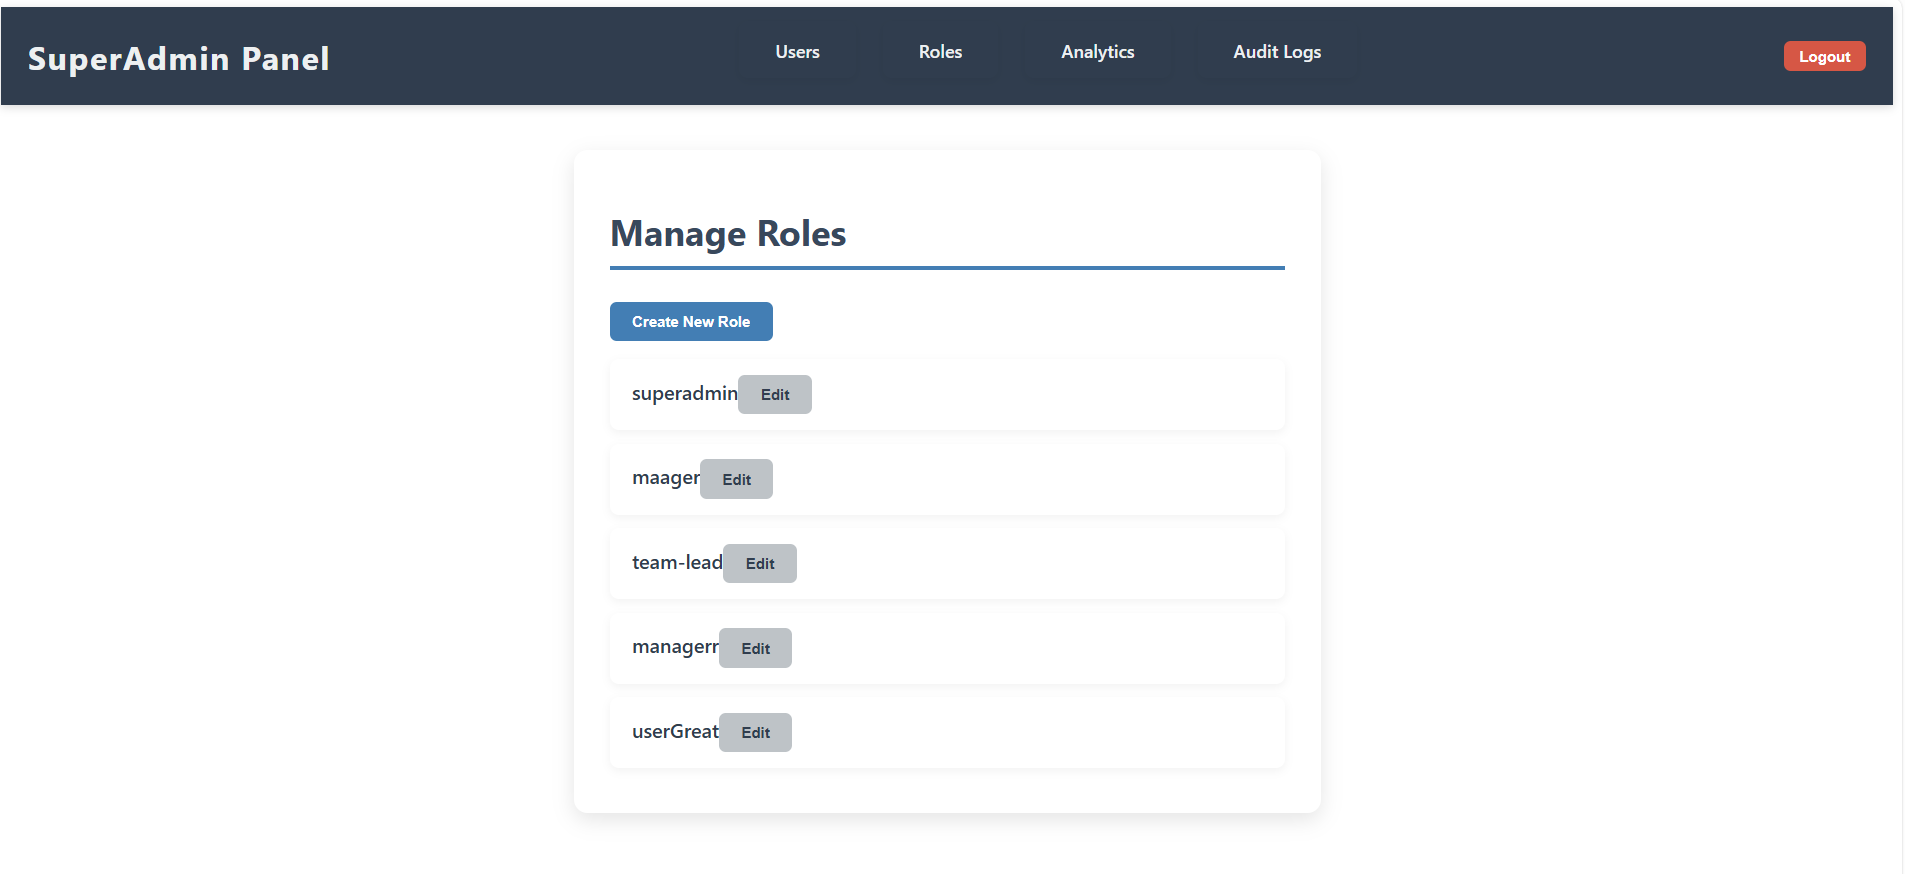 SuperAdmin Panel Users Roles Analytics Audit Logs Logout
Manage Roles
Create New Role
superadmin Edit
maager Edit
team-lead Edit
managerr Edit
userGreat Edit